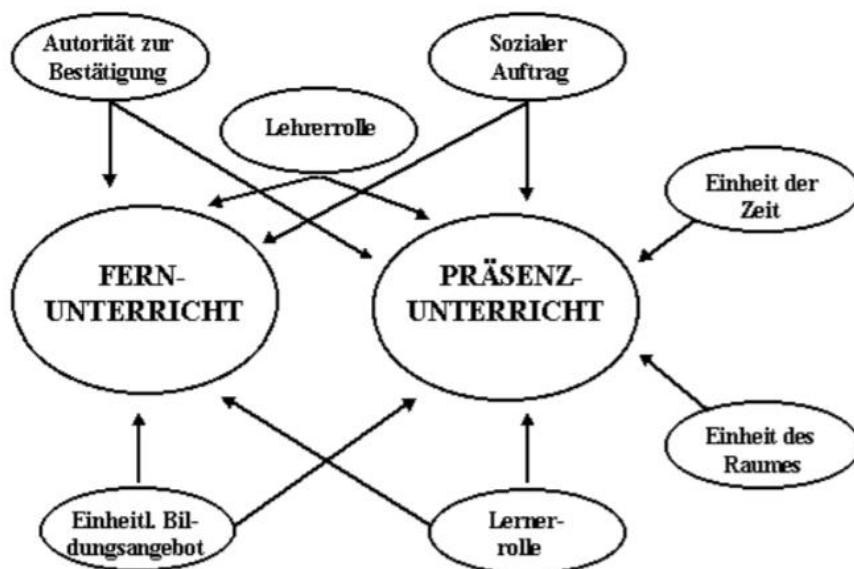 Autorität zur
Bestätigung
Sozialer
Auftrag
Lehrerrolle
Einheit der
Zeit
FERN-
UNTERRICHT
PRÄSENZ-
UNTERRICHT
Einheit des
Raumes
Einheitl. Bil-
dungsangebot
Lerner-
rolle